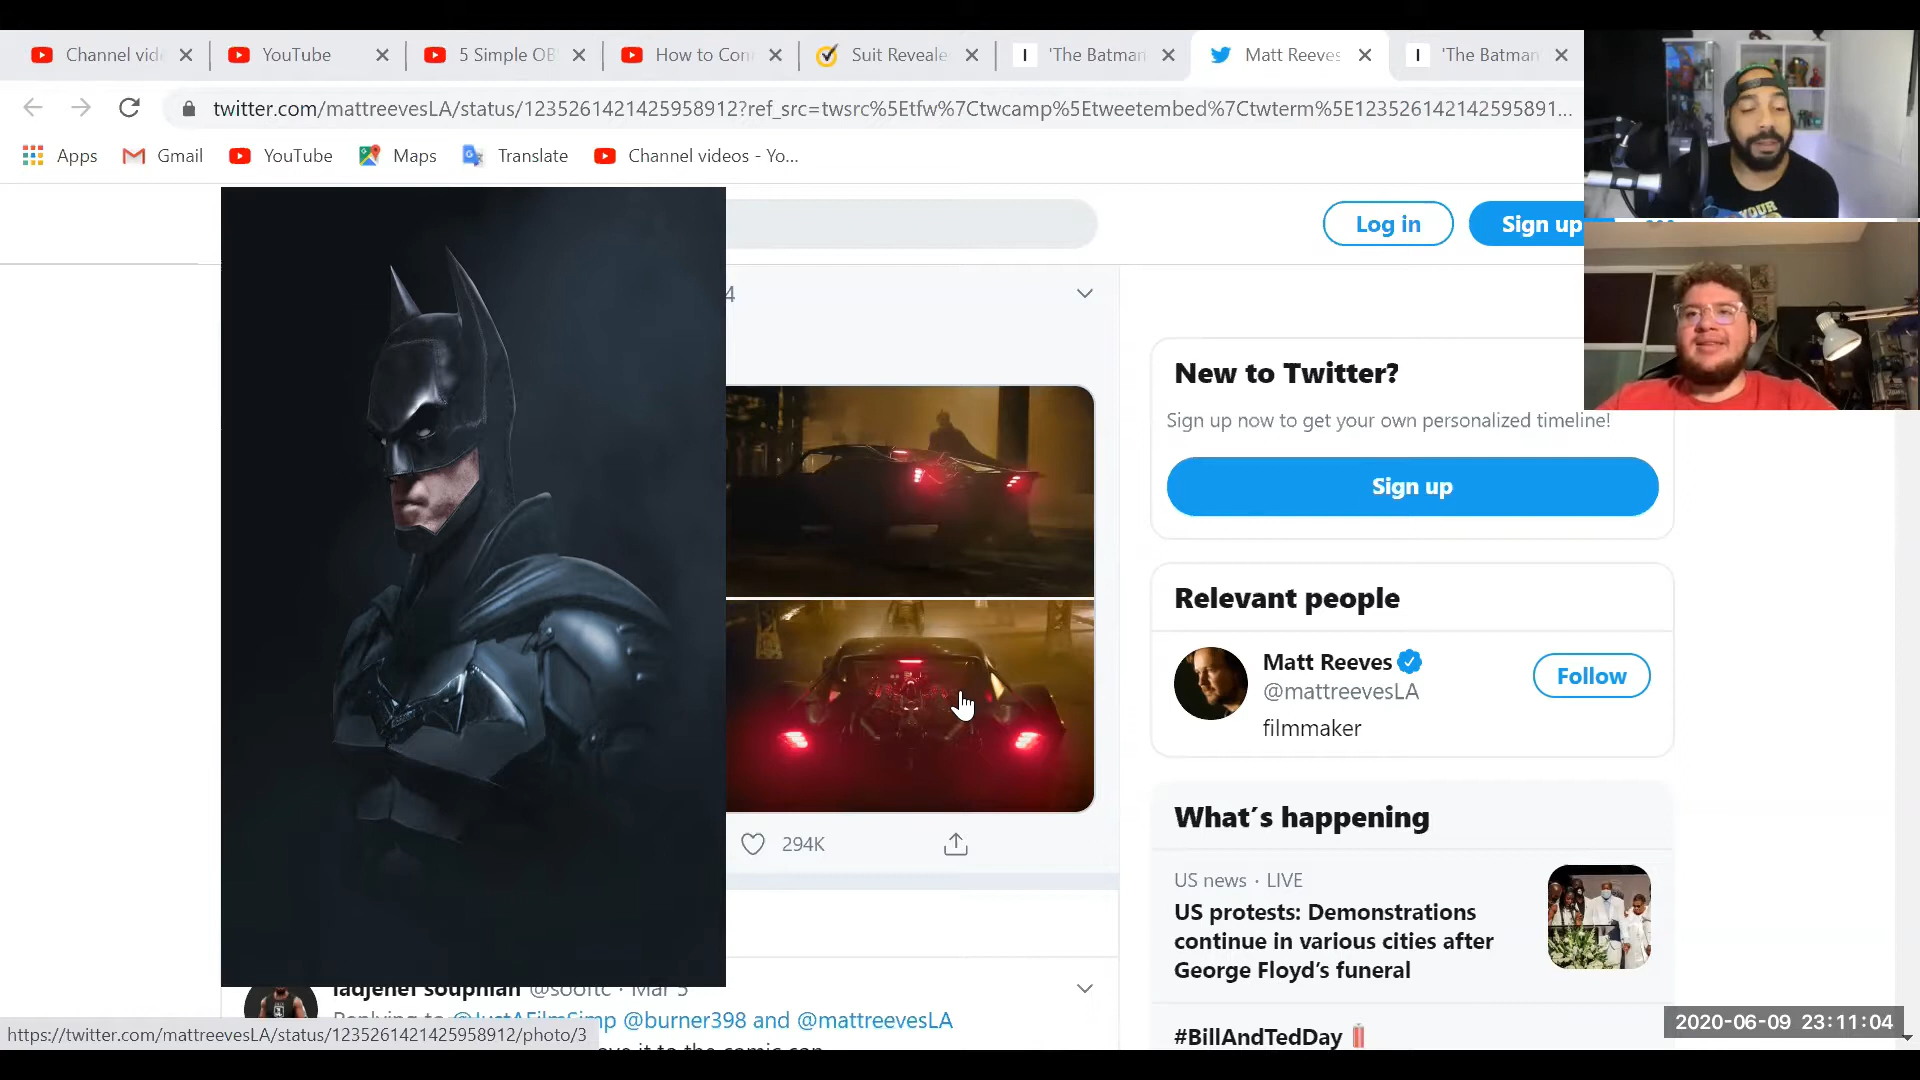 Channel vid
YouTube
5 Simple OB
How to Con
Suit Reveale
'The Batman
Matt Reeves
'The Batman
twitter.com/mattreevesLA/status/1235261421425958912?ref_src=twsrc%5Etfw%7Ctwcamp%5Etweetembed%7Ctwterm%5E123526142142595891...
Apps
Gmail
YouTube
Maps
Translate
Channel videos - Yo...
Log in
Sign up
4
New to Twitter?
Sign up now to get your own personalized timeline!
Sign up
Relevant people
Matt Reeves
@mattreevesLA
filmmaker
Follow
294K
What's happening
US news · LIVE
US protests: Demonstrations
continue in various cities after
George Floyd's funeral
#BillAndTedDay
· Mar 5
@JustAFilmSimp @burner398 and @mattreevesLA
https://twitter.com/mattreevesLA/status/1235261421425958912/photo/3
2020-06-09 23:11:04
YOUR